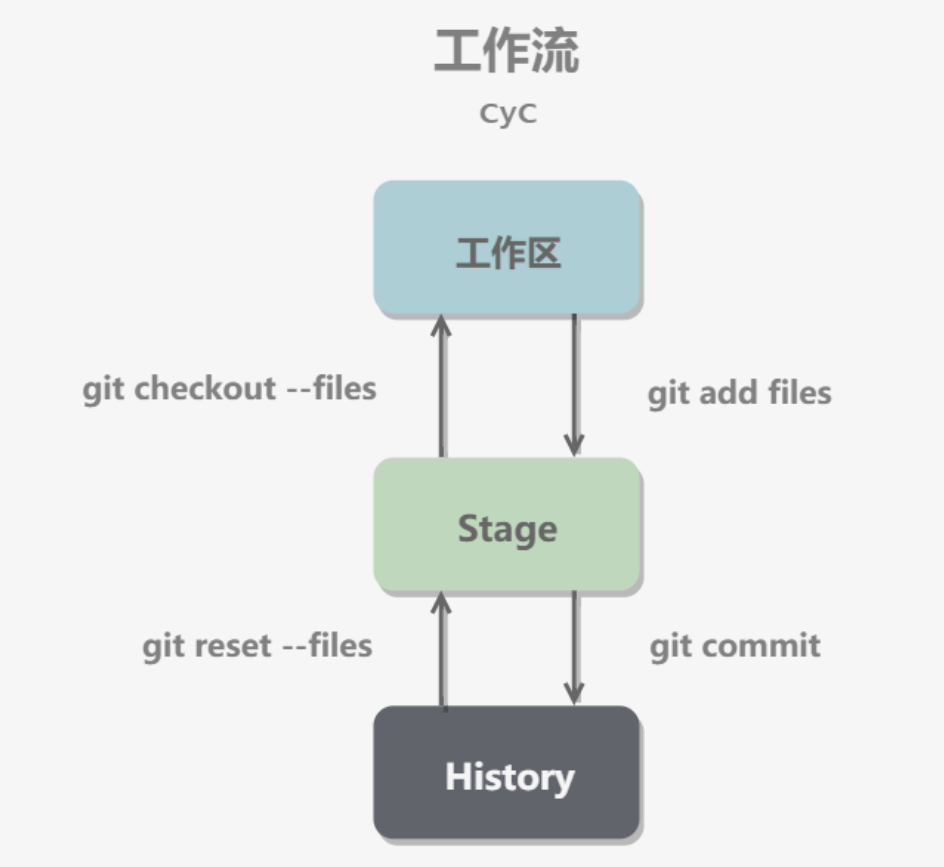 工作流
CyC
工作区
git checkout --files
git add files
Stage
git reset --files
git commit
History